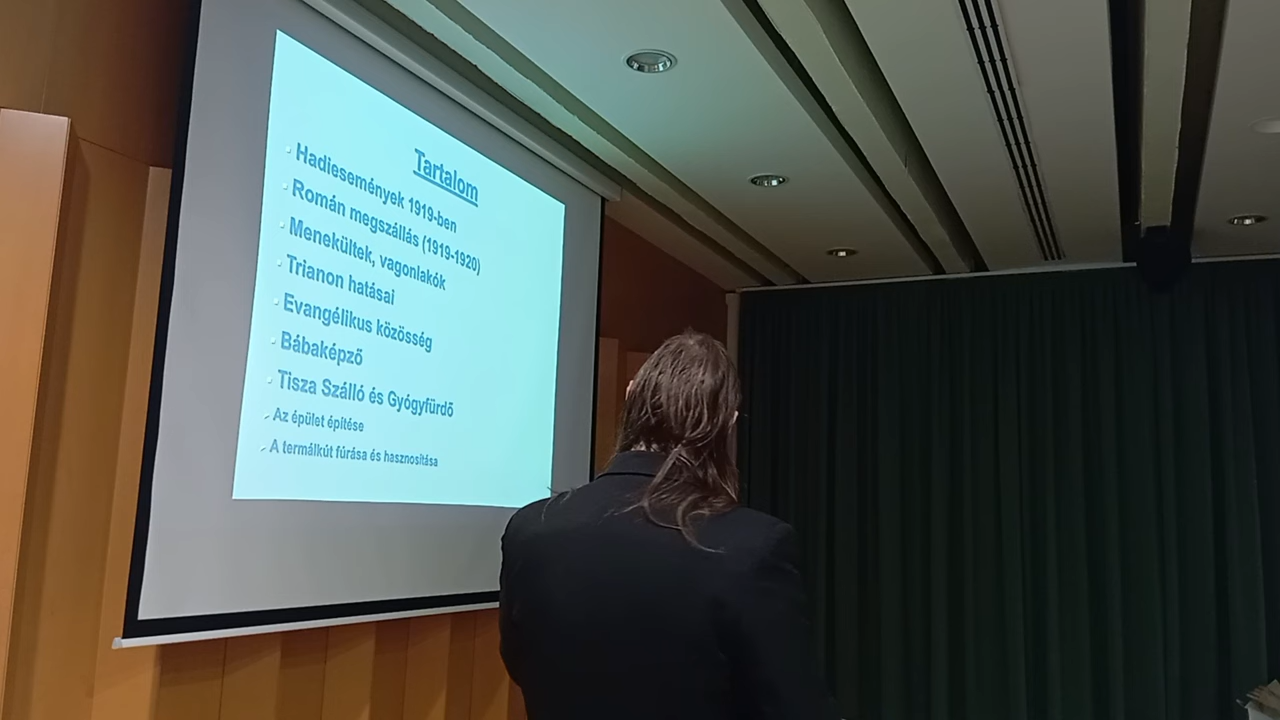 Tartalom
Hadiesemények 1919-ben
Román megszállás (1919-1920)
Menekültek, vagonlakók
Trianon hatásai
Evangélikus közösség
Bábaképző
Tisza Szálló és Gyógyfürdő
Az épület építése
A termálkút fúrása és hasznosítása